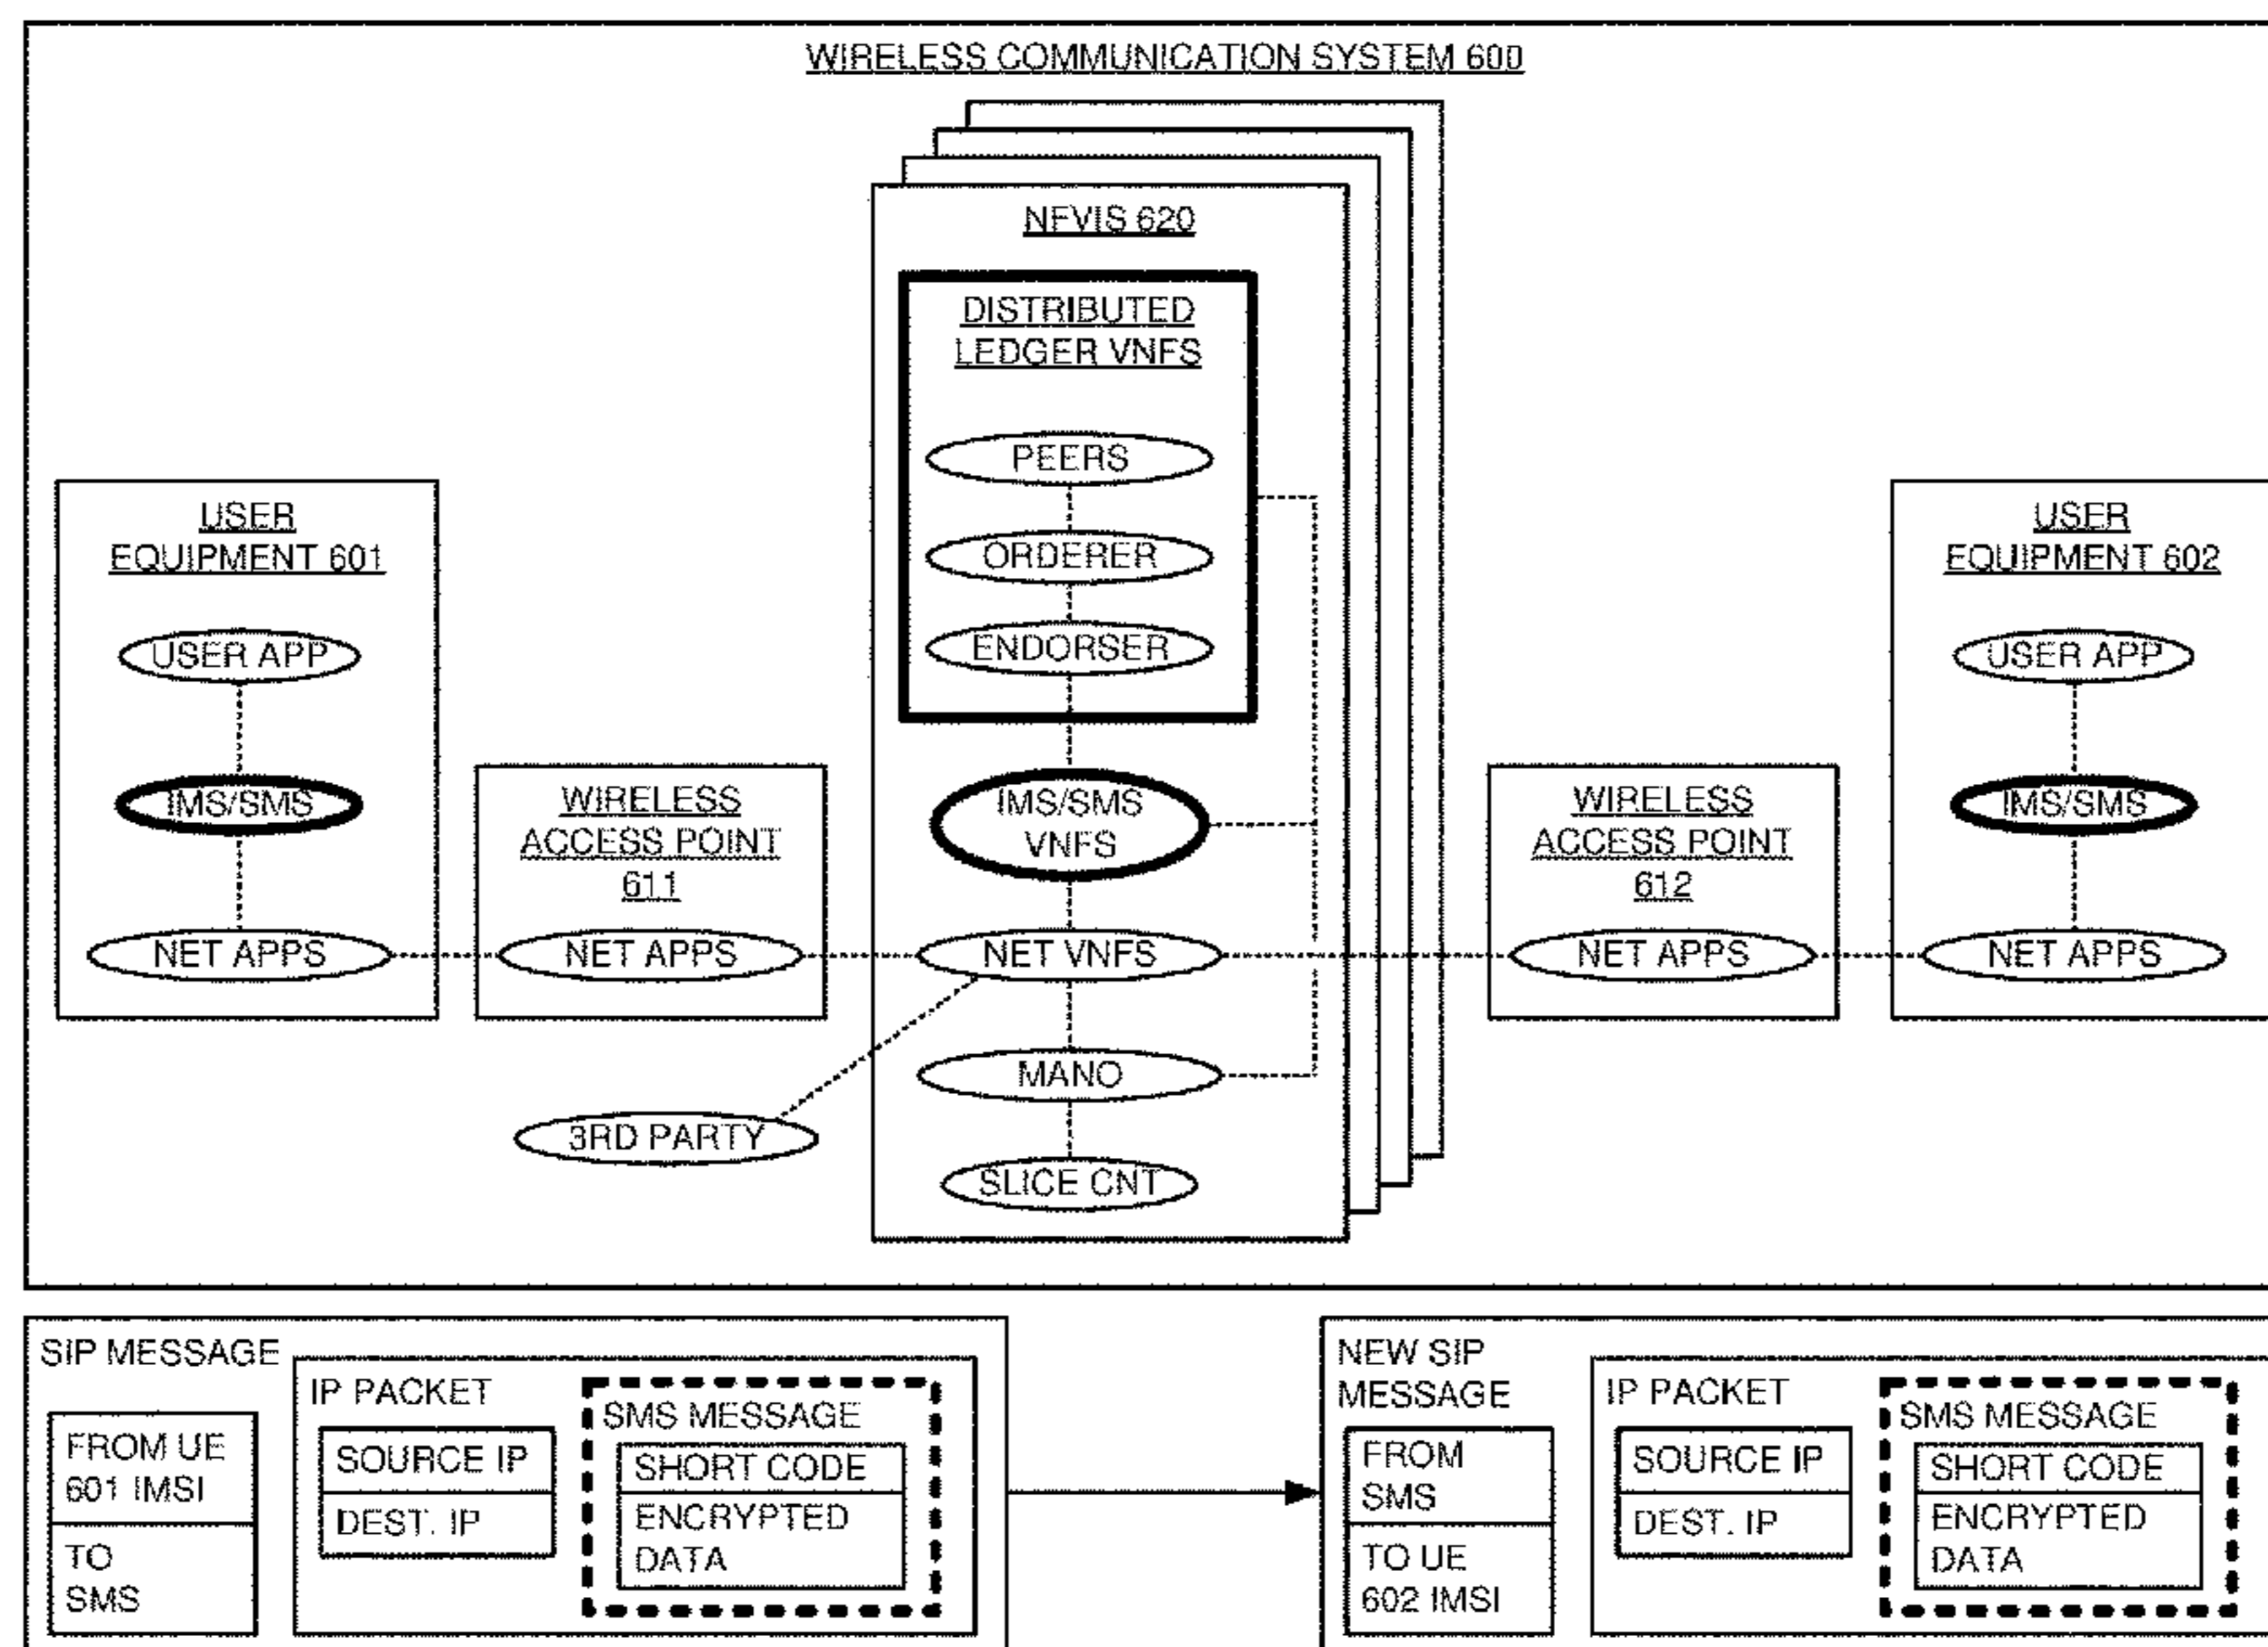 WIRELESS COMMUNICATION SYSTEM 600
NFVIS 620
DISTRIBUTED
LEDGER VNFS
PEERS
ORDERER
ENDORSER
IMS/SMS
VNFS
NET VNFS
MANO
SLICE CNT
USER
EQUIPMENT 601
USER APP
IMS/SMS
NET APPS
WIRELESS
ACCESS POINT
611
NET APPS
3RD PARTY
WIRELESS
ACCESS POINT
612
NET APPS
USER
EQUIPMENT 602
USER APP
IMS/SMS
NET APPS
SIP MESSAGE
FROM UE
601 IMSI
TO
SMS
IP PACKET
SOURCE IP
DEST. IP
SMS MESSAGE
SHORT CODE
ENCRYPTED
DATA
NEW SIP
MESSAGE
FROM
SMS
TO UE
602 IMSI
IP PACKET
SOURCE IP
DEST. IP
SMS MESSAGE
SHORT CODE
ENCRYPTED
DATA